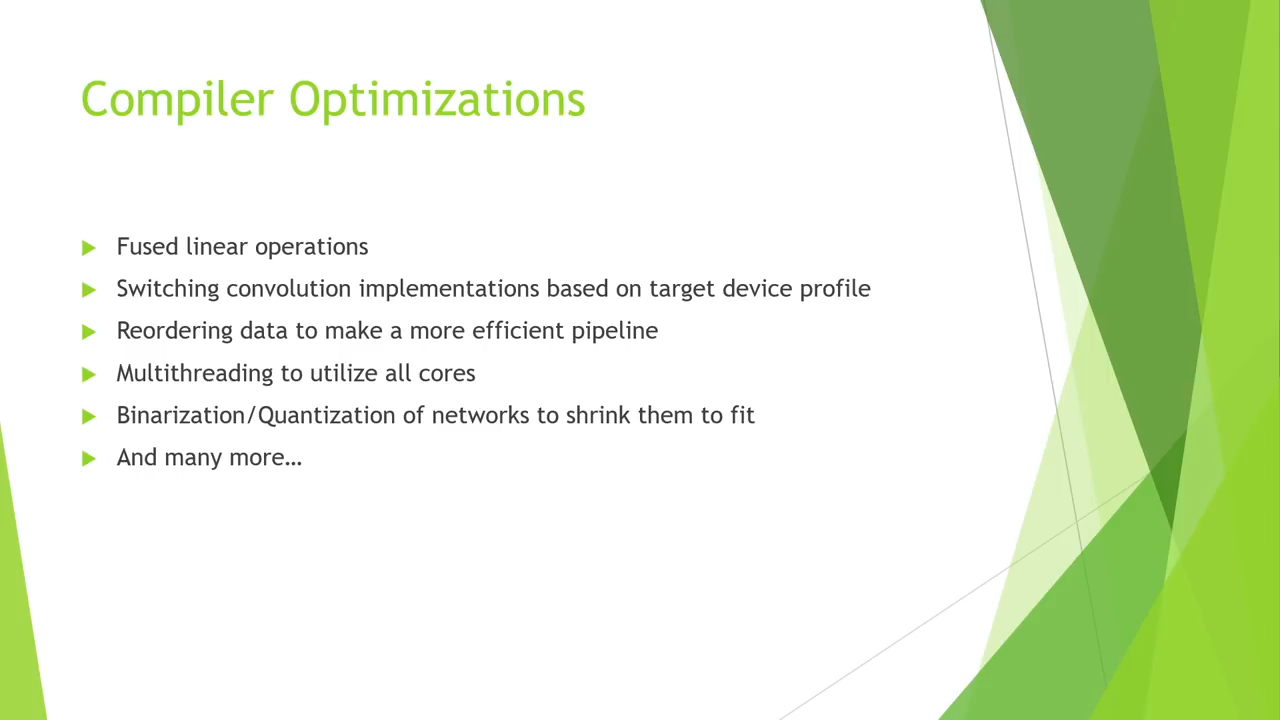 Compiler Optimizations
Fused linear operations
Switching convolution implementations based on target device profile
Reordering data to make a more efficient pipeline
Multithreading to utilize all cores
Binarization/Quantization of networks to shrink them to fit
And many more…